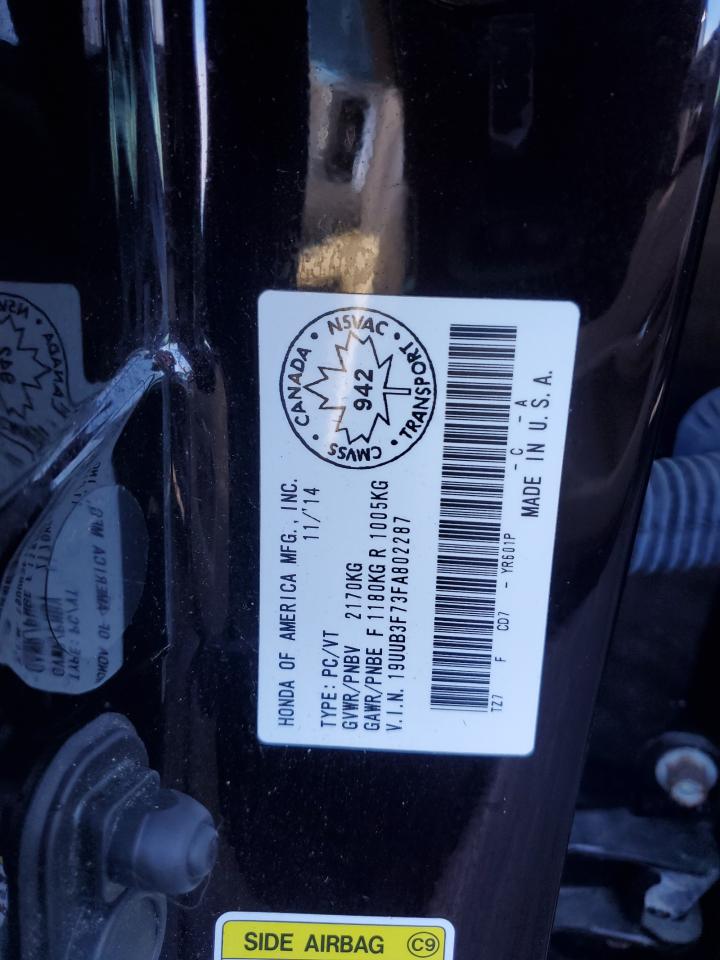 HONDA OF AMERICA MFG., INC.
11/'14
TYPE: PC/VT
GVWR/PNBV 2170KG
GAWR/PNBE F 1180KG R 1005KG
V.I.N. 19UUB3F73FA802287
CANADA · NSVAC · TRANSPORT · CMVSS ·
942
TZ7 F CD7 - YR601P - C - A
MADE IN U.S.A.
SIDE AIRBAG C9